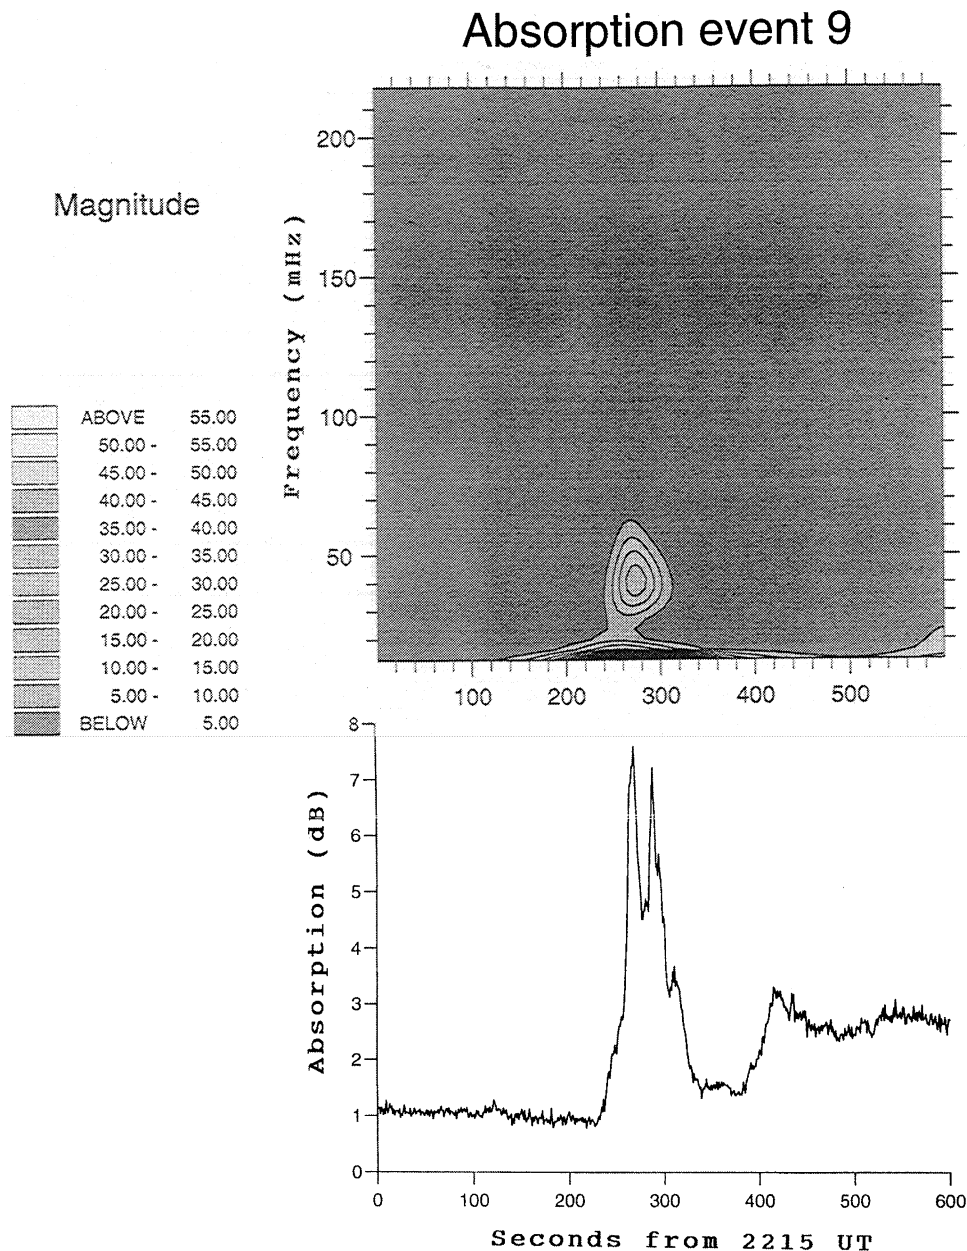 Absorption event 9
Magnitude
ABOVE 55.00
50.00 - 55.00
45.00 - 50.00
40.00 - 45.00
35.00 - 40.00
30.00 - 35.00
25.00 - 30.00
20.00 - 25.00
15.00 - 20.00
10.00 - 15.00
5.00 - 10.00
BELOW 5.00
Frequency (mHz)
200
150
100
50
100 200 300 400 500
Absorption (dB)
8
7
6
5
4
3
2
1
0
0 100 200 300 400 500 600
Seconds from 2215 UT